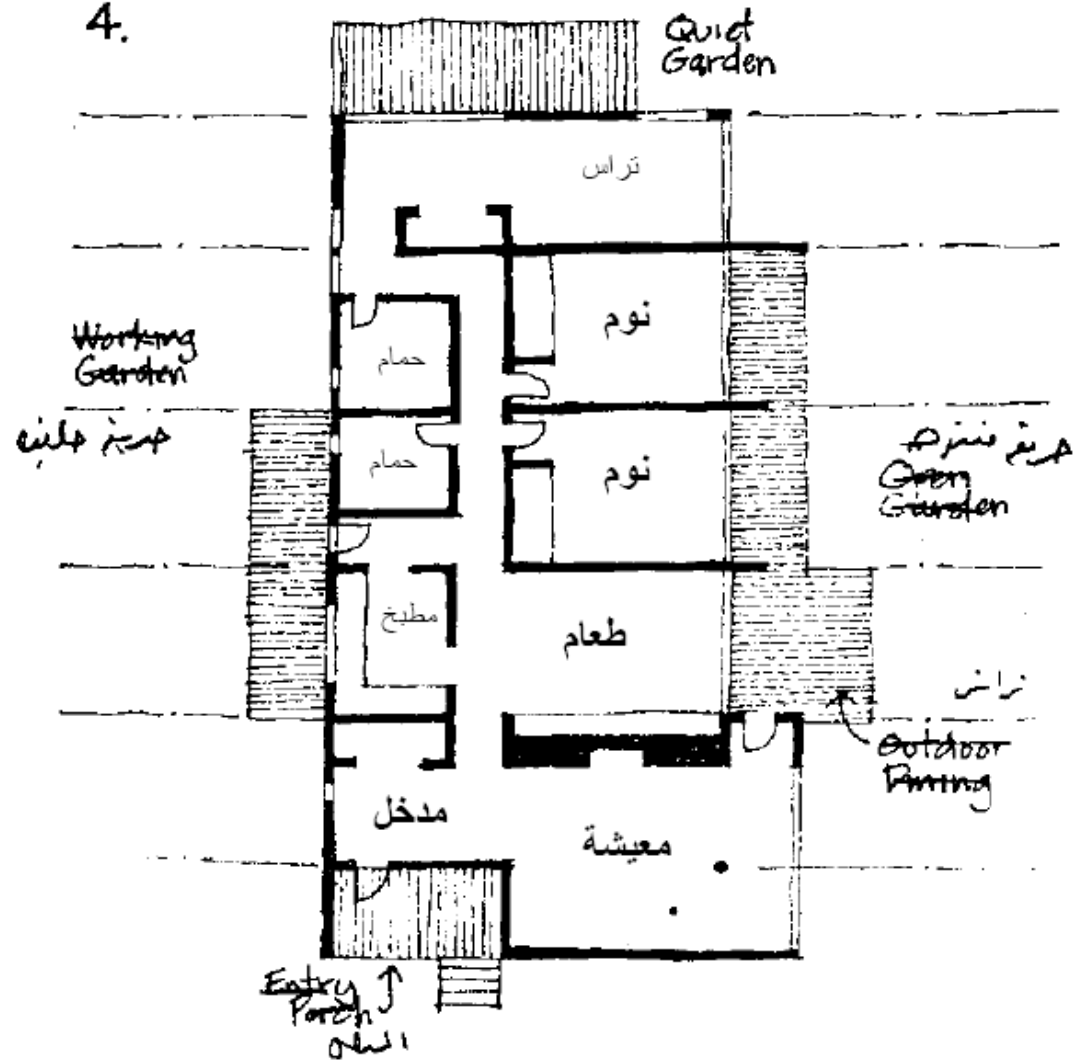 4.
Quiet
Garden
تراس
نوم
Working
Garden
حمام
نوم
حمام
Open
Garden
مطبخ
طعام
Outdoor
Dining
مدخل
معيشة
Entry
Porch